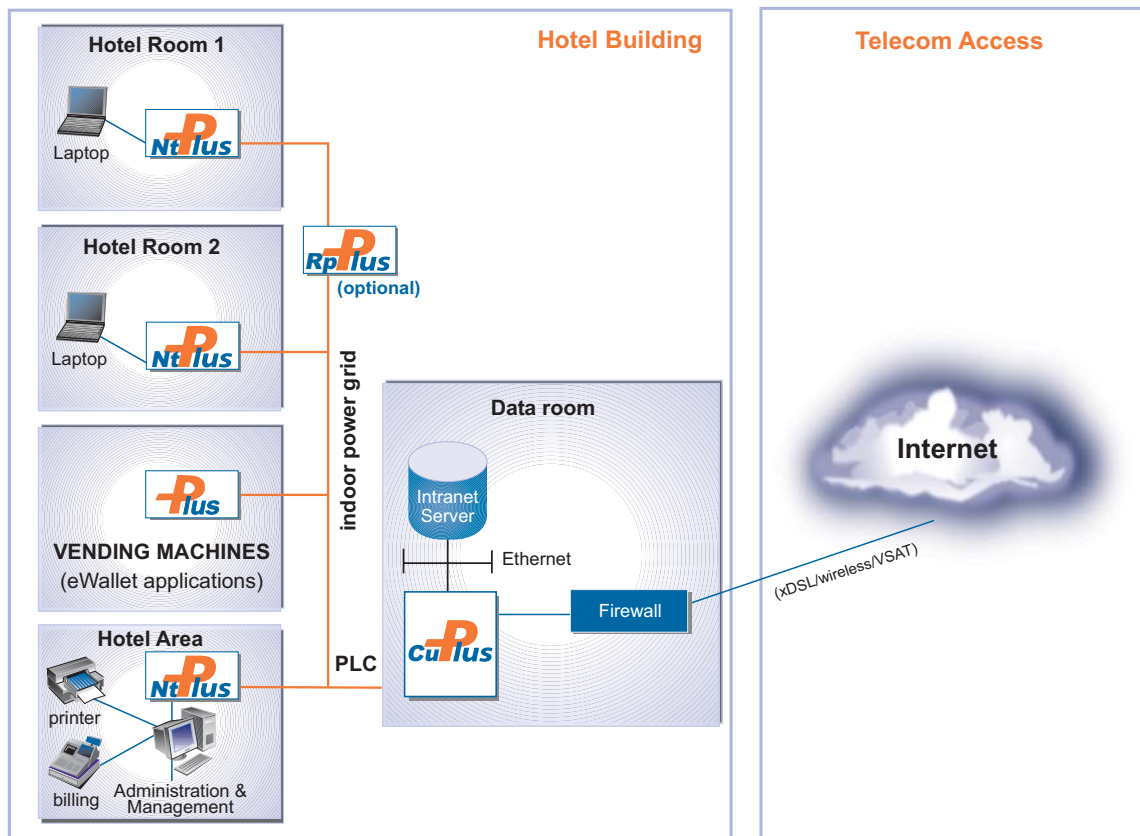 Hotel Building
Telecom Access
Hotel Room 1
Laptop
NtPlus
RpPlus
(optional)
Hotel Room 2
Laptop
NtPlus
indoor power grid
Plus
VENDING MACHINES
(eWallet applications)
Hotel Area
NtPlus
printer
billing
Administration &
Management
PLC
Data room
Intranet
Server
Ethernet
CuPlus
Firewall
(xDSL/wireless/VSAT)
Internet